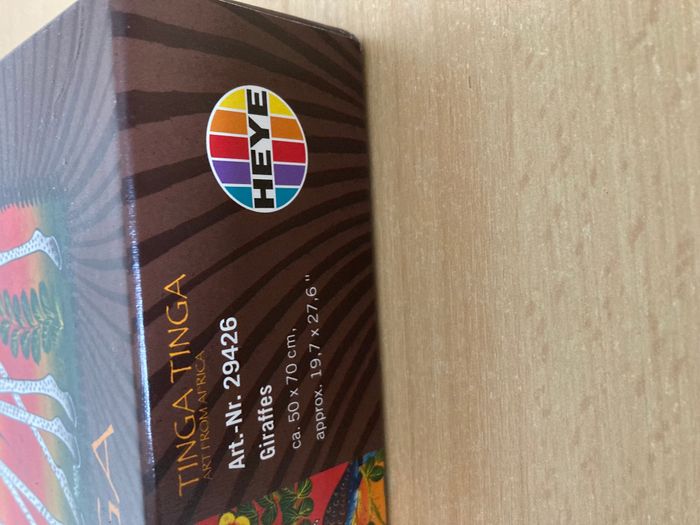 HEYE
TINGA TINGA
ART FROM AFRICA
Art.-Nr. 29426
Giraffes
ca. 50 x 70 cm,
approx. 19,7 x 27,6 "
GA